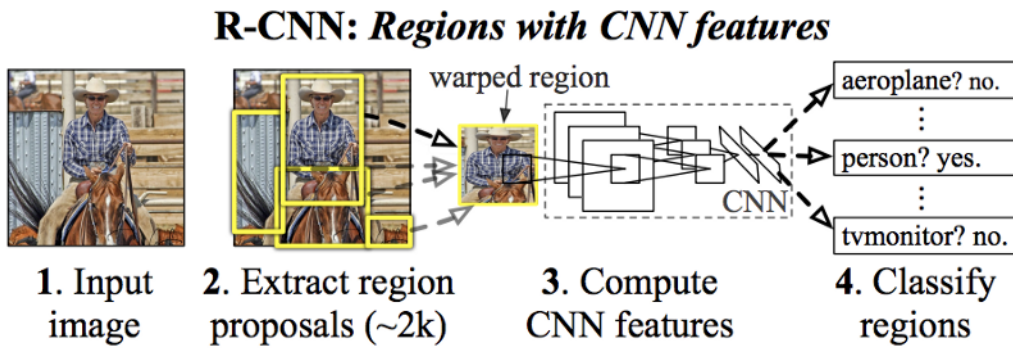 R-CNN: Regions with CNN features
warped region
aeroplane? no.
⋮
person? yes.
⋮
tvmonitor? no.
CNN
1. Input
image
2. Extract region
proposals (~2k)
3. Compute
CNN features
4. Classify
regions